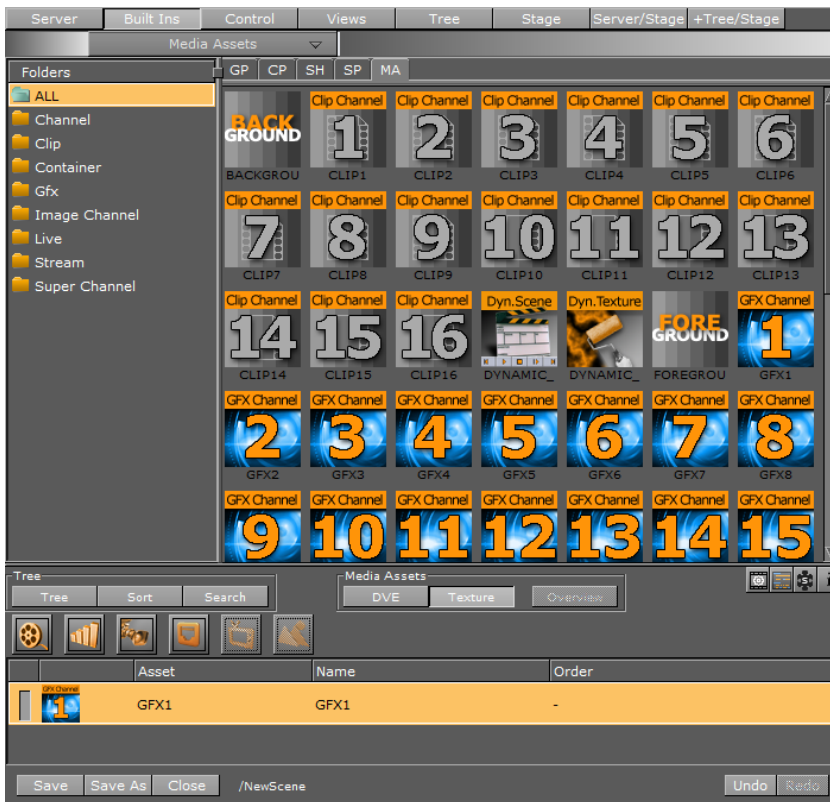 Server Built Ins Control Views Tree Stage Server/Stage +Tree/Stage
Media Assets
Folders GP CP SH SP MA
ALL
Channel
Clip
Container
Gfx
Image Channel
Live
Stream
Super Channel
Clip Channel Clip Channel Clip Channel Clip Channel Clip Channel Clip Channel
BACK GROUND 1 2 3 4 5 6
BACKGROU CLIP1 CLIP2 CLIP3 CLIP4 CLIP5 CLIP6
Clip Channel Clip Channel Clip Channel Clip Channel Clip Channel Clip Channel Clip Channel
7 8 9 10 11 12 13
CLIP7 CLIP8 CLIP9 CLIP10 CLIP11 CLIP12 CLIP13
Clip Channel Clip Channel Clip Channel Dyn.Scene Dyn.Texture GFX Channel
14 15 16 FORE GROUND 1
CLIP14 CLIP15 CLIP16 DYNAMIC_ DYNAMIC_ FOREGROU GFX1
GFX Channel GFX Channel GFX Channel GFX Channel GFX Channel GFX Channel GFX Channel
2 3 4 5 6 7 8
GFX2 GFX3 GFX4 GFX5 GFX6 GFX7 GFX8
GFX Channel GFX Channel GFX Channel GFX Channel GFX Channel GFX Channel GFX Channel
9 10 11 12 13 14 15
Tree Media Assets
Tree Sort Search DVE Texture Overview
S
Asset Name Order
GFX Channel
1 GFX1 GFX1 -
Save Save As Close /NewScene Undo Redo